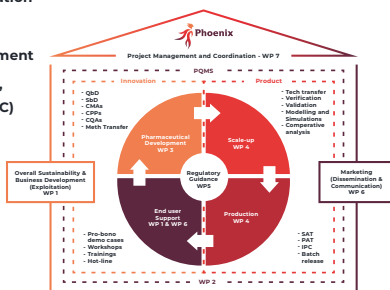 ation
ment
,
C)
Phoenix
Project Management and Coordination - WP 7
PQMS
Innovation
Product
- QbD
- SbD
- CMAs
- CPPs
- CQAs
- Meth Transfer
- Tech transfer
- Verification
- Validation
- Modelling and
Simulations
- Comperative
analysis
Pharmaceutical
Development
WP 3
Scale-up
WP 4
Overall Sustainability &
Business Development
(Exploitation)
WP 1
Regulatory
Guidance
WP5
Marketing
(Dissemination &
Communication)
WP 6
End user
Support
WP 1 & WP 6
Production
WP 4
- Pro-bono
demo cases
- Workshops
- Trainings
- Hot-line
- SAT
- PAT
- IPC
- Batch
release
WP 2